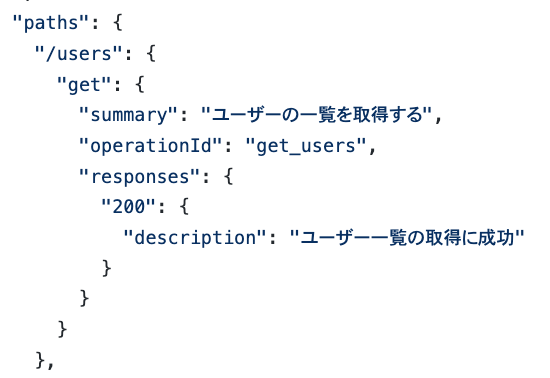 "paths": {
"/users": {
"get": {
"summary": "ユーザーの一覧を取得する",
"operationId": "get_users",
"responses": {
"200": {
"description": "ユーザー一覧の取得に成功"
}
}
}
},